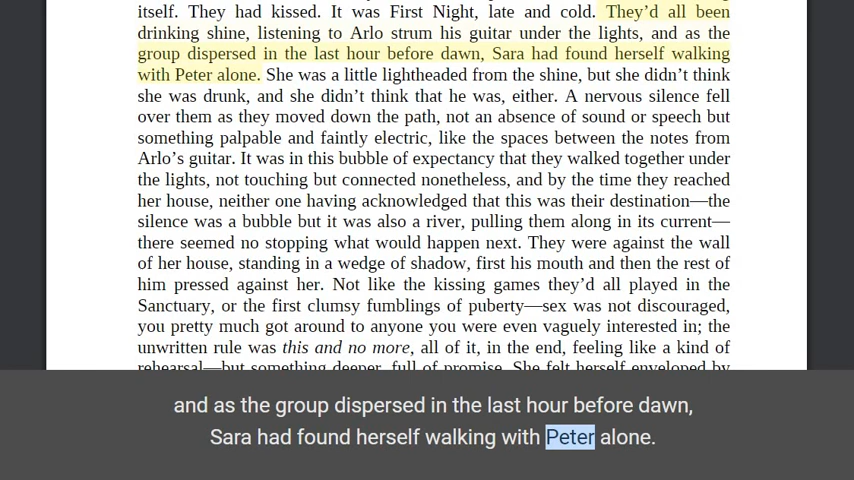 itself. They had kissed. It was First Night, late and cold. They’d all been
drinking shine, listening to Arlo strum his guitar under the lights, and as the
group dispersed in the last hour before dawn, Sara had found herself walking
with Peter alone. She was a little lightheaded from the shine, but she didn’t think
she was drunk, and she didn’t think that he was, either. A nervous silence fell
over them as they moved down the path, not an absence of sound or speech but
something palpable and faintly electric, like the spaces between the notes from
Arlo’s guitar. It was in this bubble of expectancy that they walked together under
the lights, not touching but connected nonetheless, and by the time they reached
her house, neither one having acknowledged that this was their destination—the
silence was a bubble but it was also a river, pulling them along in its current—
there seemed no stopping what would happen next. They were against the wall
of her house, standing in a wedge of shadow, first his mouth and then the rest of
him pressed against her. Not like the kissing games they’d all played in the
Sanctuary, or the first clumsy fumblings of puberty—sex was not discouraged,
you pretty much got around to anyone you were even vaguely interested in; the
unwritten rule was this and no more, all of it, in the end, feeling like a kind of
rehearsal—but something deeper, full of promise. She felt herself enveloped by
and as the group dispersed in the last hour before dawn,
Sara had found herself walking with Peter alone.